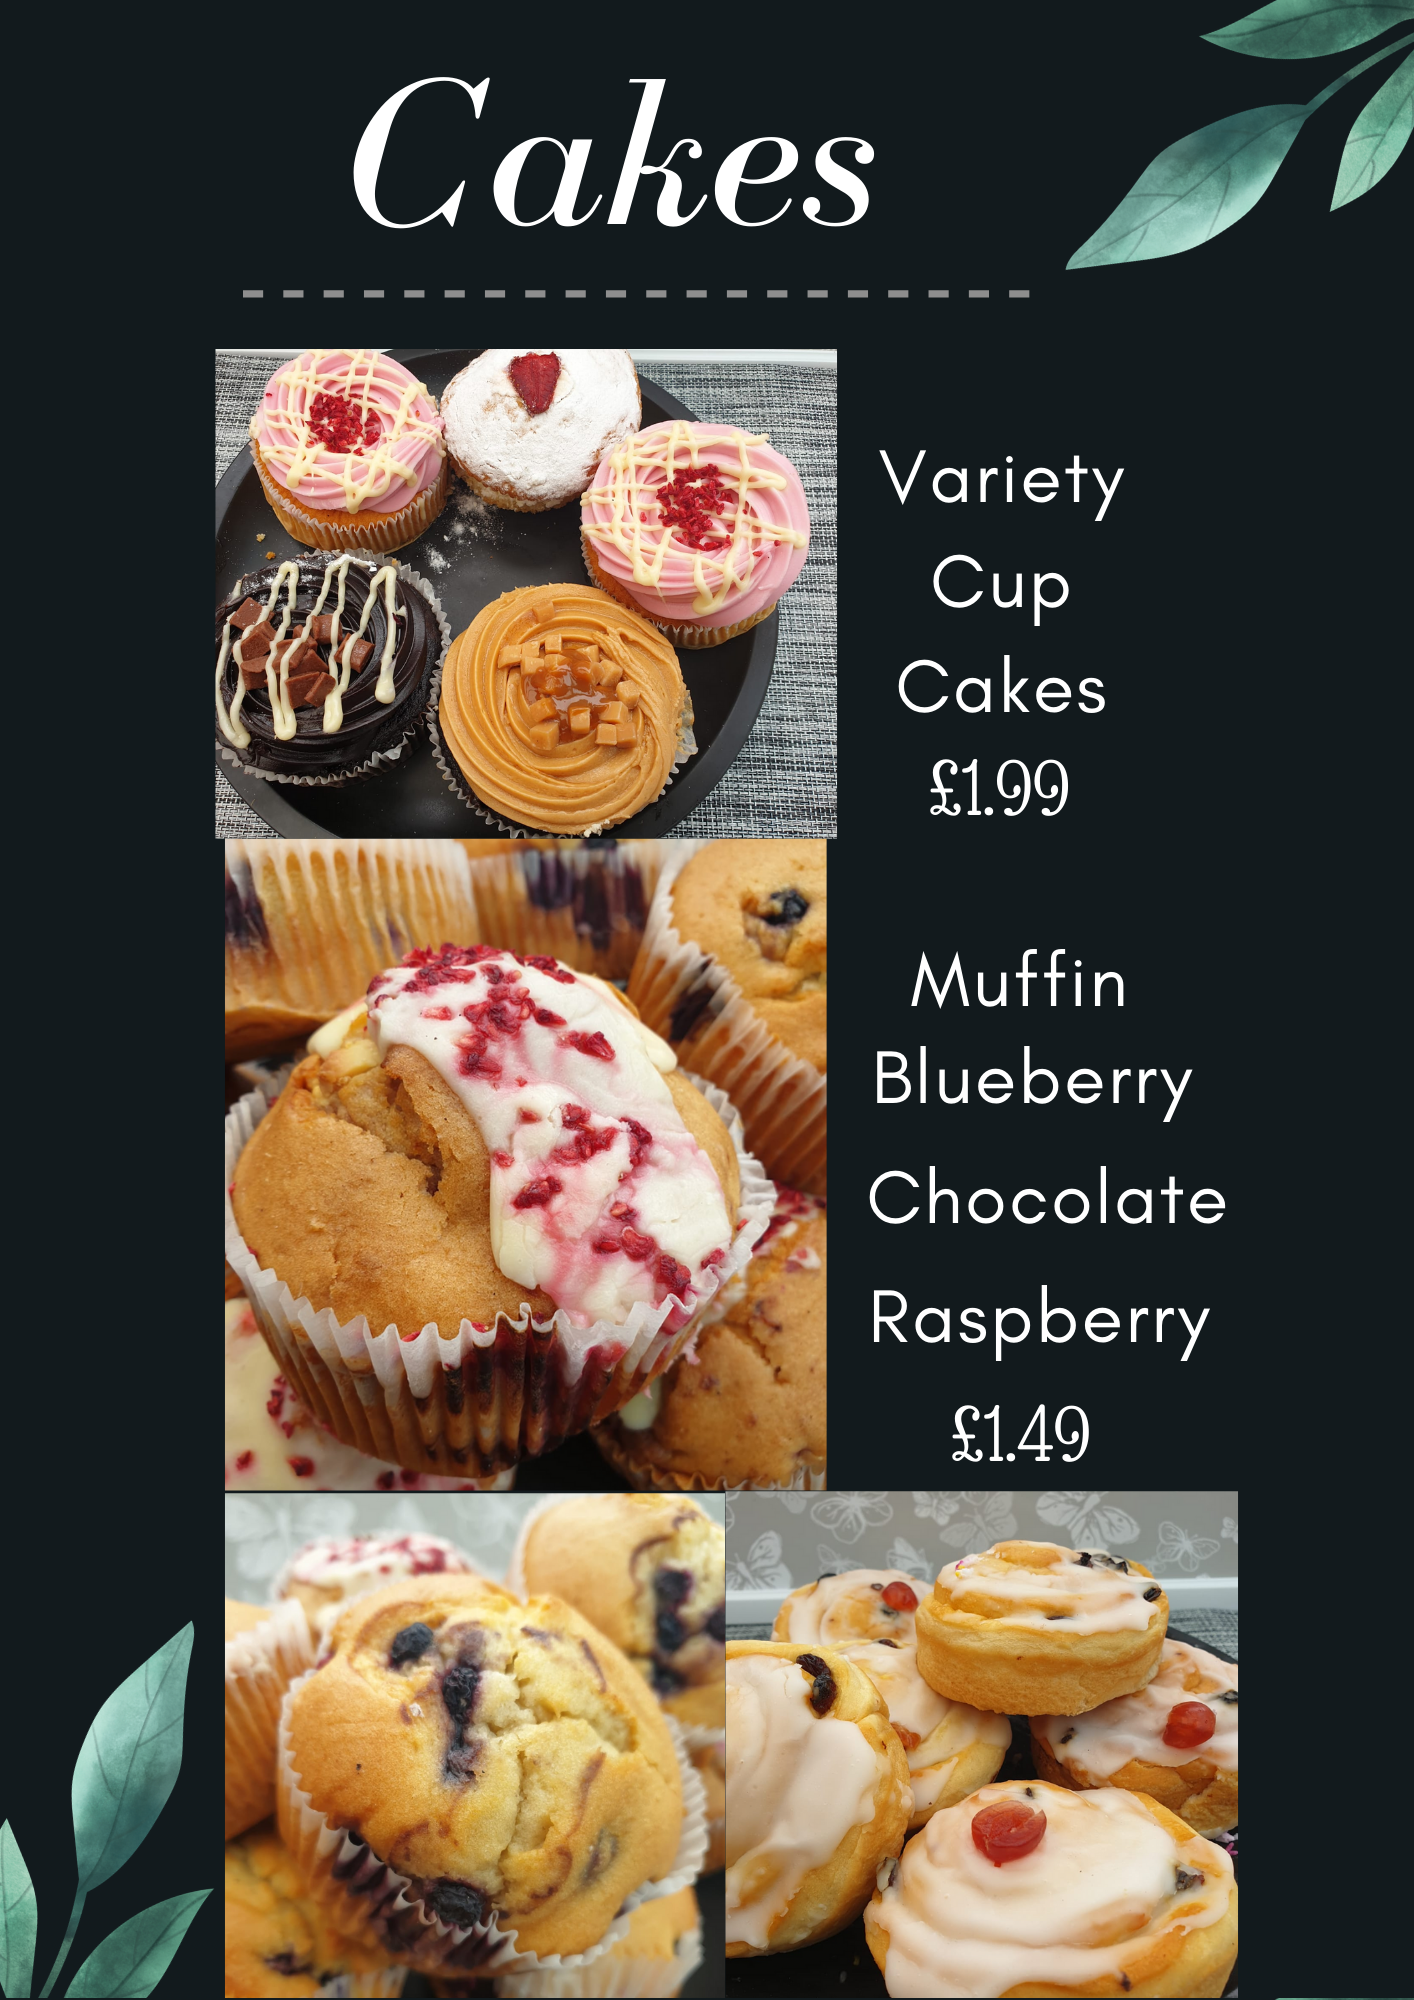 Cakes
Variety
Cup
Cakes
£1.99
Muffin
Blueberry
Chocolate
Raspberry
£1.49